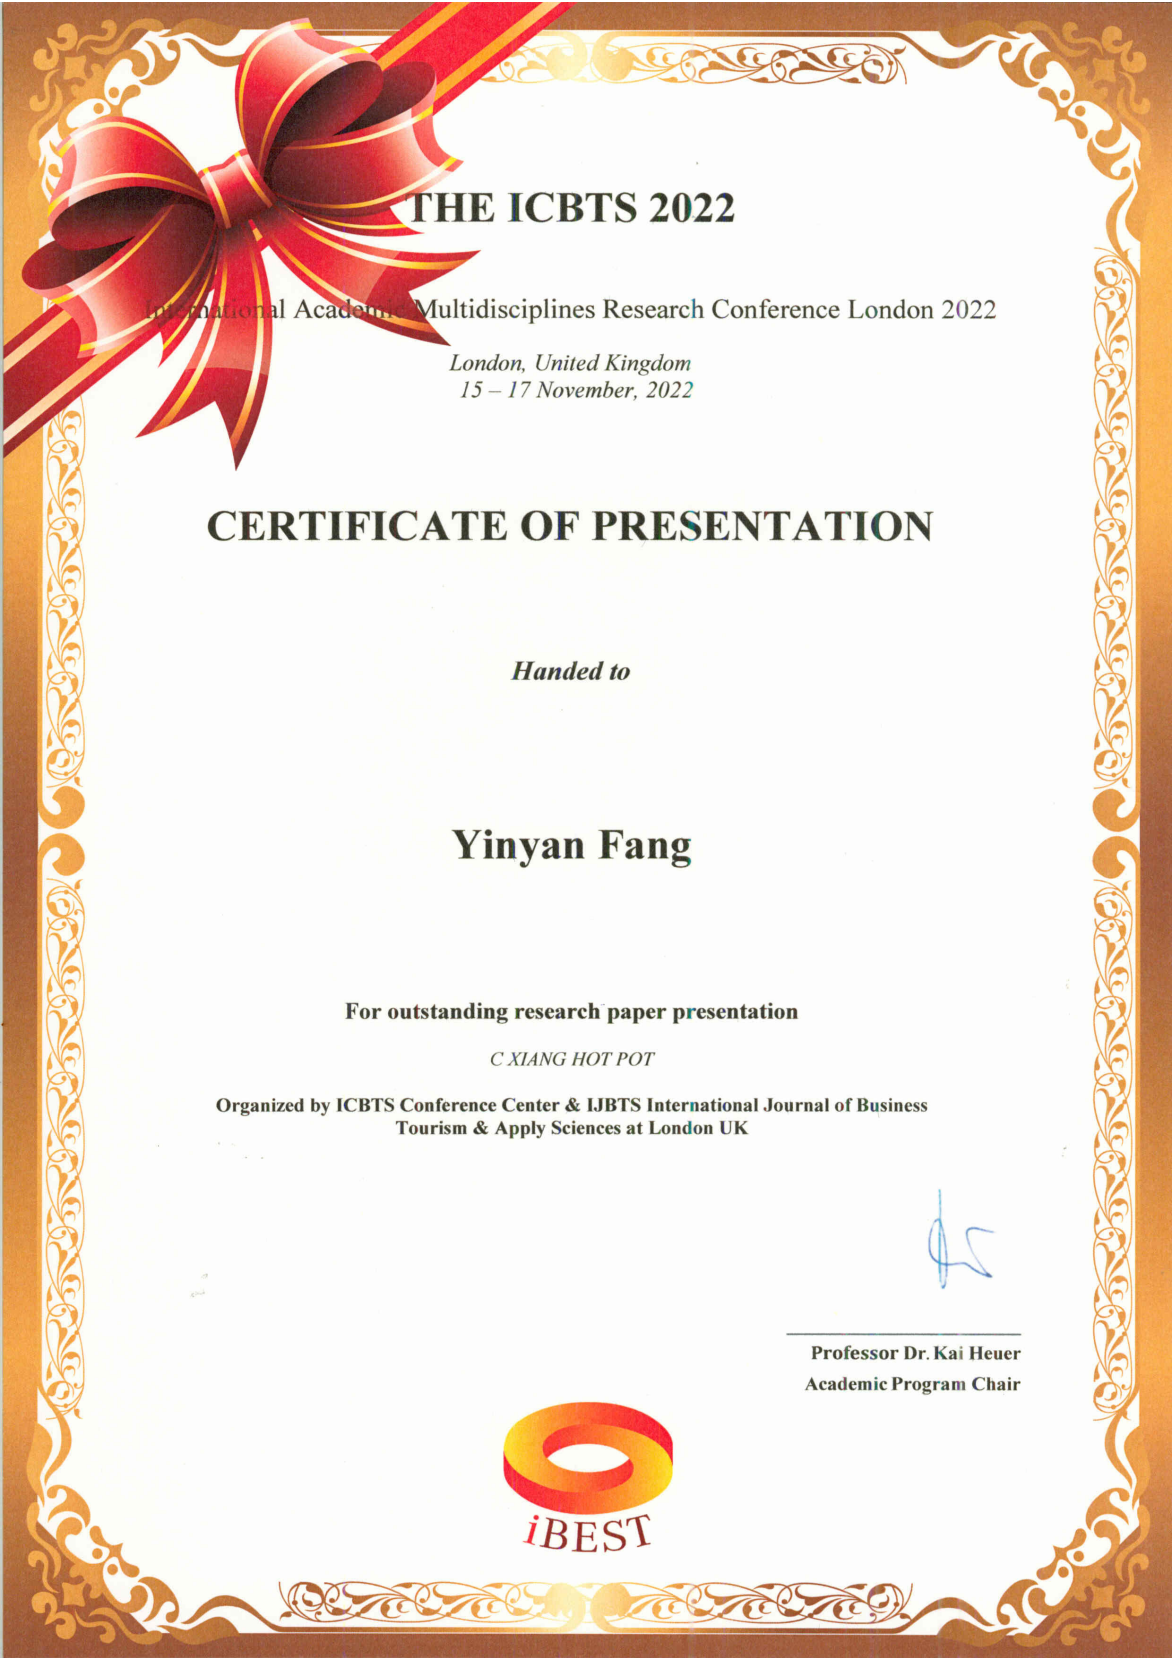 THE ICBTS 2022
International Academic Multidisciplines Research Conference London 2022
London, United Kingdom
15 – 17 November, 2022
CERTIFICATE OF PRESENTATION
Handed to
Yinyan Fang
For outstanding research paper presentation
C XIANG HOT POT
Organized by ICBTS Conference Center & IJBTS International Journal of Business
Tourism & Apply Sciences at London UK
Professor Dr. Kai Heuer
Academic Program Chair
iBEST